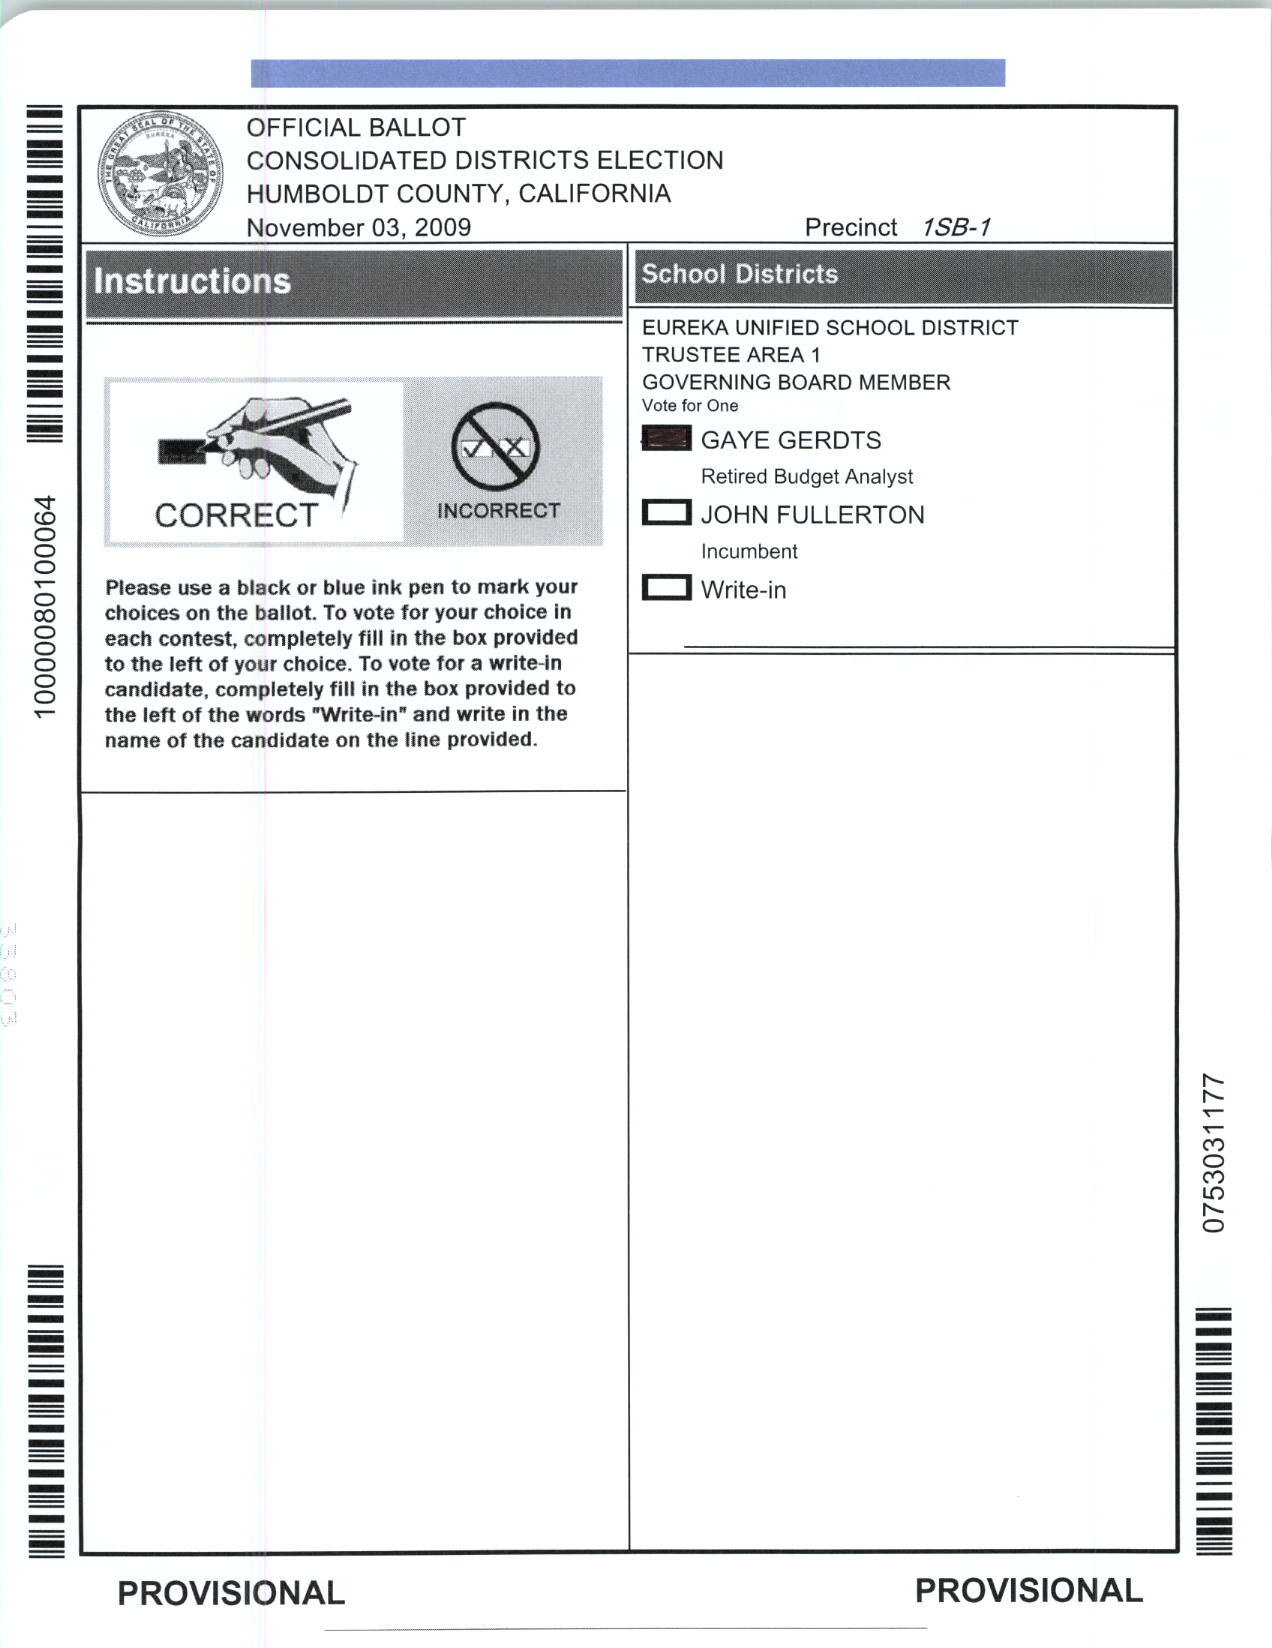 OFFICIAL BALLOT
CONSOLIDATED DISTRICTS ELECTION
HUMBOLDT COUNTY, CALIFORNIA
November 03, 2009 Precinct 1SB-1
THE GREAT SEAL OF THE STATE OF CALIFORNIA
EUREKA
Instructions
CORRECT
INCORRECT
Please use a black or blue ink pen to mark your
choices on the ballot. To vote for your choice in
each contest, completely fill in the box provided
to the left of your choice. To vote for a write-in
candidate, completely fill in the box provided to
the left of the words "Write-in" and write in the
name of the candidate on the line provided.
School Districts
EUREKA UNIFIED SCHOOL DISTRICT
TRUSTEE AREA 1
GOVERNING BOARD MEMBER
Vote for One
GAYE GERDTS
Retired Budget Analyst
JOHN FULLERTON
Incumbent
Write-in
10000080100064
0753031177
PROVISIONAL PROVISIONAL